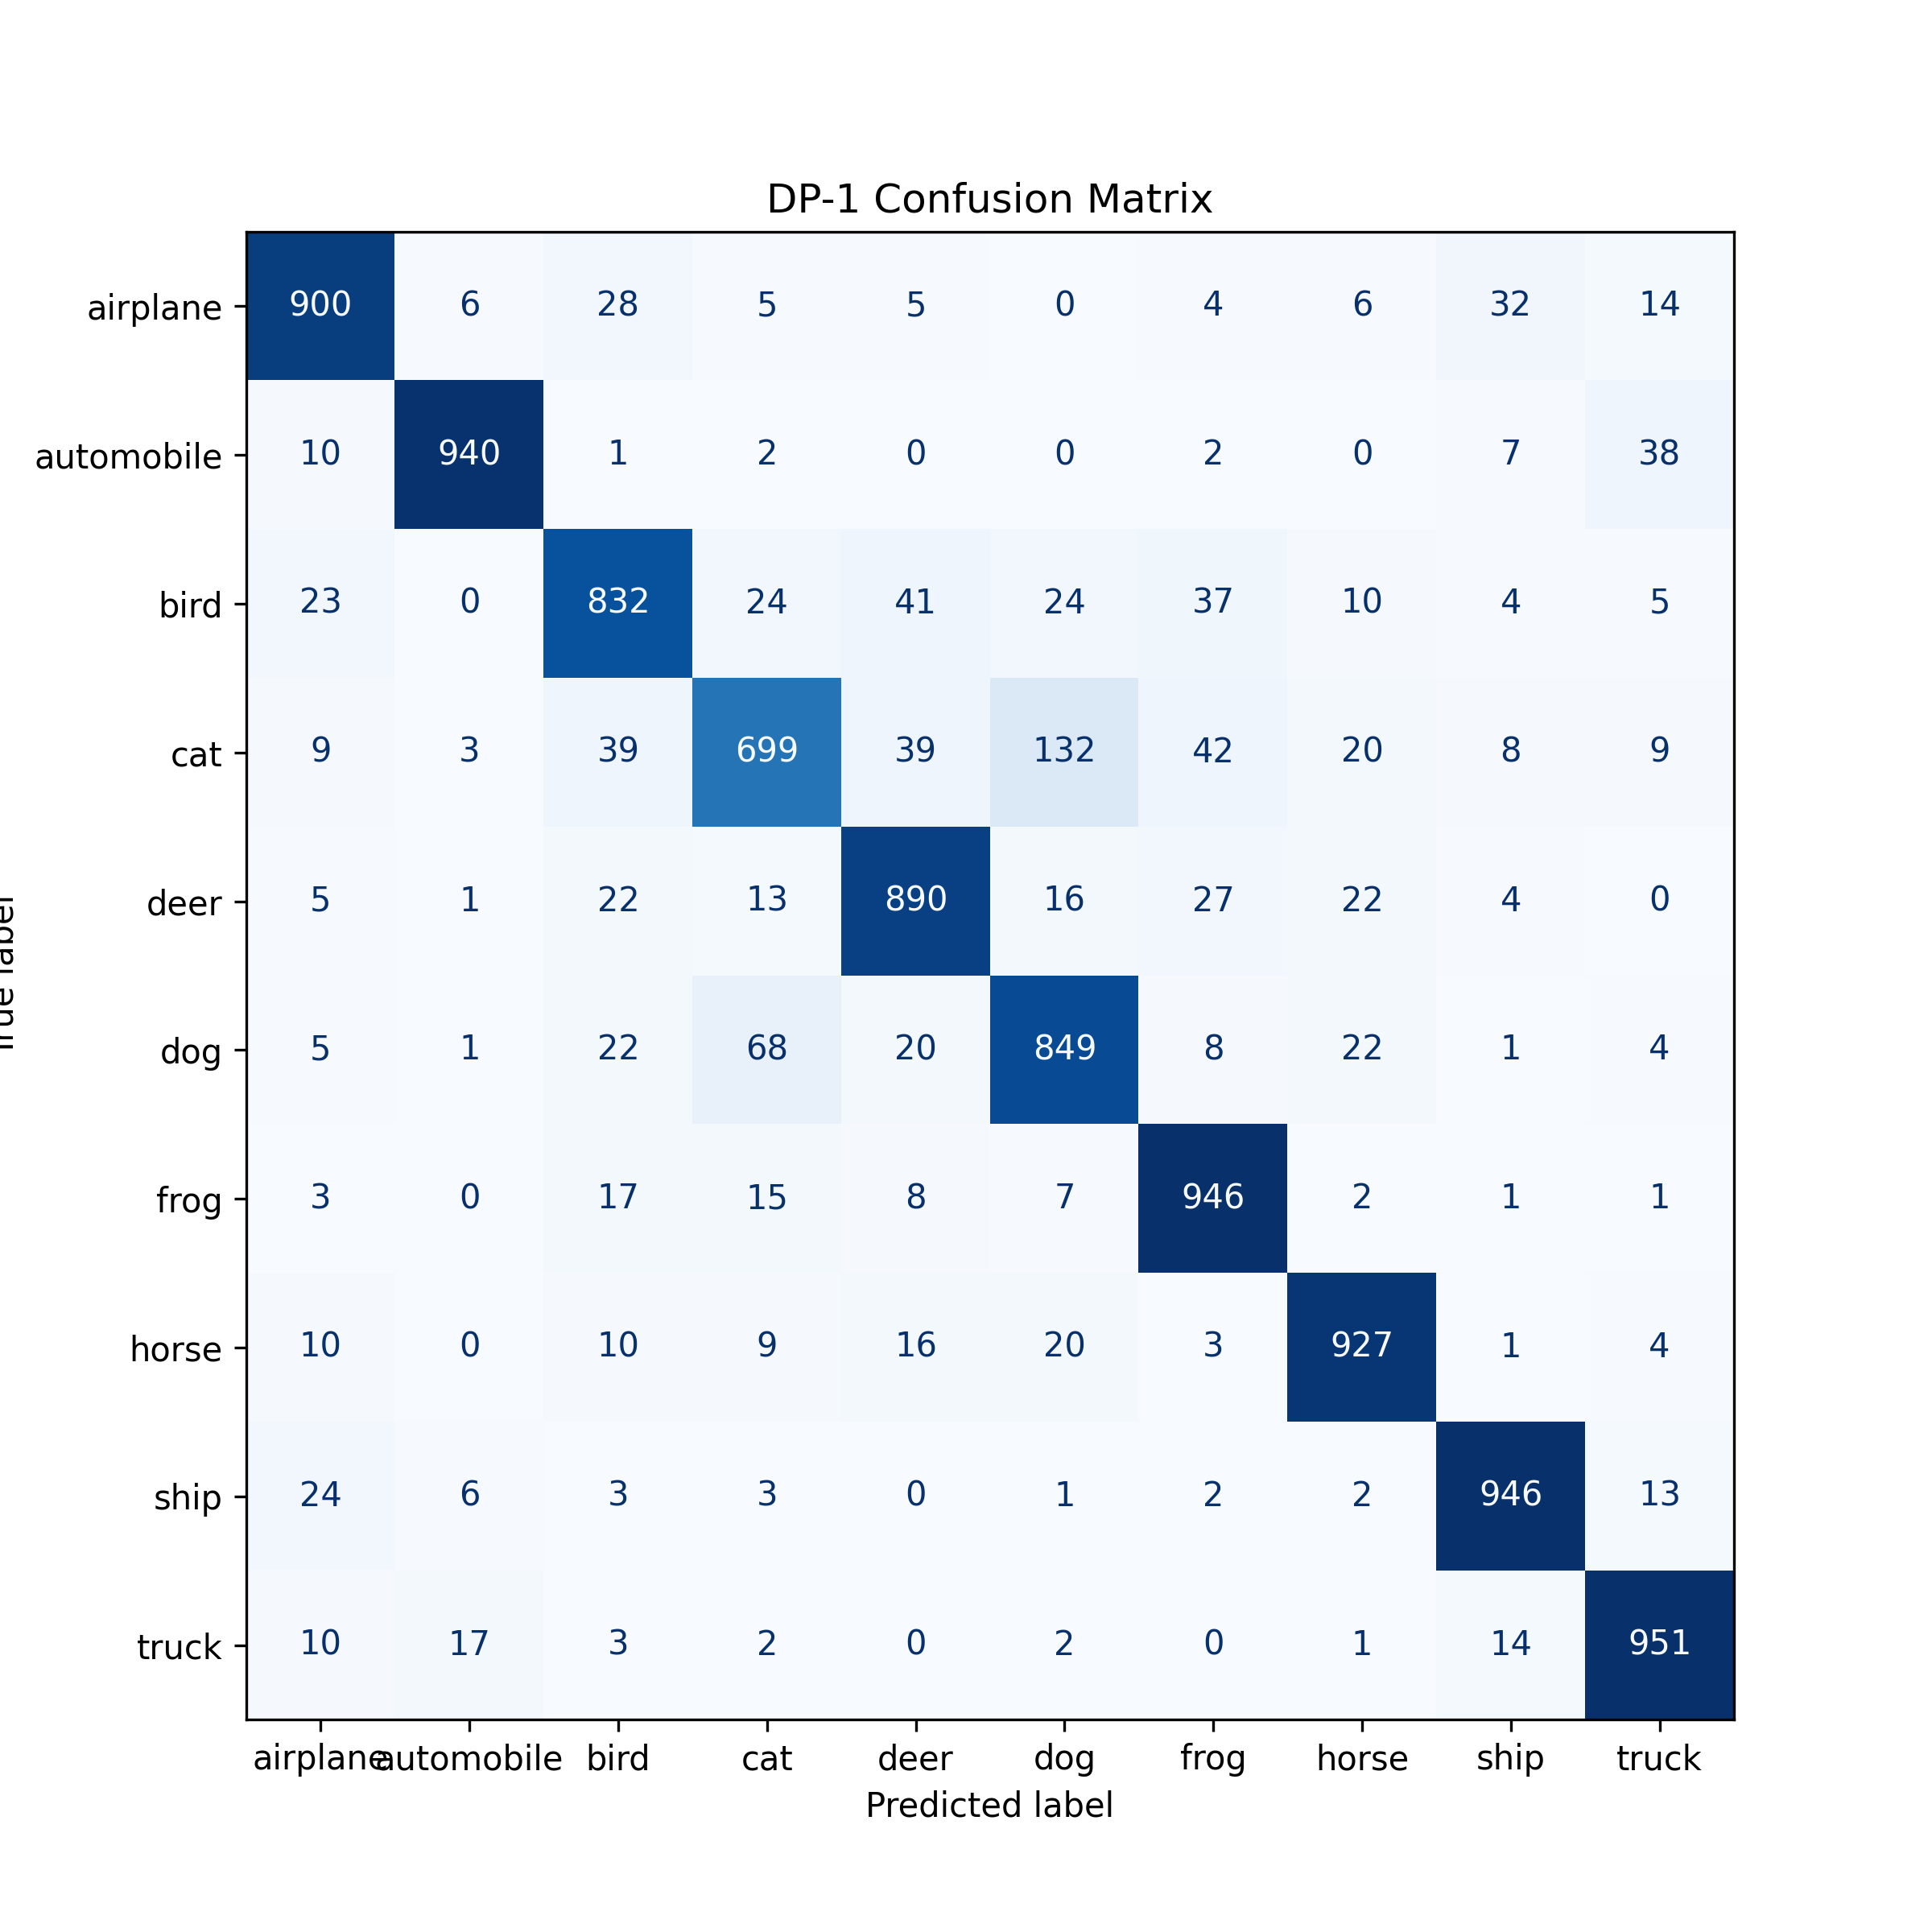 DP-1 Confusion Matrix
airplane 900 6 28 5 5 0 4 6 32 14
automobile 10 940 1 2 0 0 2 0 7 38
bird 23 0 832 24 41 24 37 10 4 5
cat 9 3 39 699 39 132 42 20 8 9
deer 5 1 22 13 890 16 27 22 4 0
dog 5 1 22 68 20 849 8 22 1 4
frog 3 0 17 15 8 7 946 2 1 1
horse 10 0 10 9 16 20 3 927 1 4
ship 24 6 3 3 0 1 2 2 946 13
truck 10 17 3 2 0 2 0 1 14 951
airplane automobile bird cat deer dog frog horse ship truck
Predicted label
True label